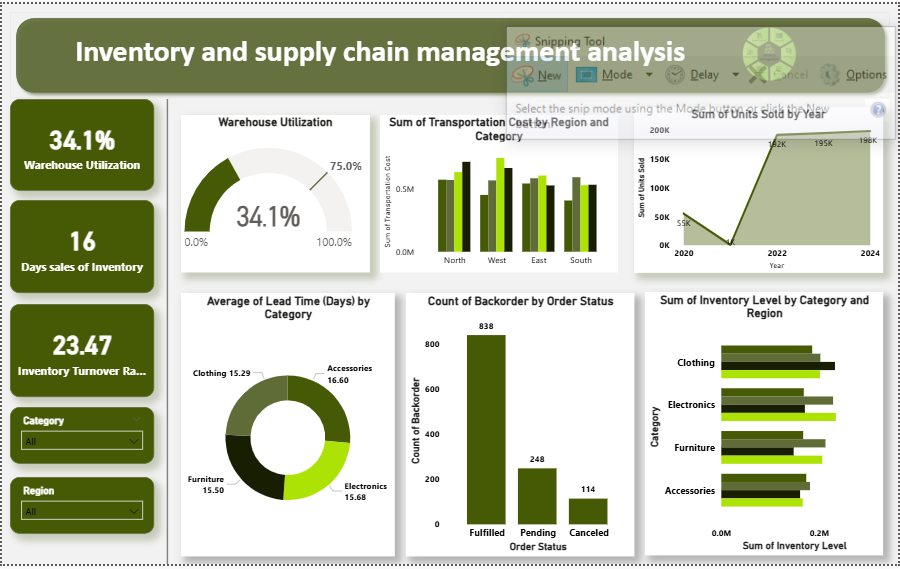 Inventory and supply chain management analysis
Snipping Tool
New
Mode
Delay
Cancel
Options
Select the snip mode using the Mode button or click the New
34.1%
Warehouse Utilization
16
Days sales of Inventory
23.47
Inventory Turnover Ra...
Category
All
Region
All
Warehouse Utilization
75.0%
34.1%
0.0%
100.0%
Sum of Transportation Cost by Region and
Category
Sum of Transportation Cost
0.5M
0.0M
North
West
East
South
Sum of Units Sold by Year
Sum of Units Sold
200K
150K
100K
50K
0K
55K
192K
195K
198K
2020
2022
2024
Year
Average of Lead Time (Days) by
Category
Clothing 15.29
Accessories
16.60
Furniture
15.50
Electronics
15.68
Count of Backorder by Order Status
Count of Backorder
800
600
400
200
0
838
248
114
Fulfilled
Pending
Canceled
Order Status
Sum of Inventory Level by Category and
Region
Category
Clothing
Electronics
Furniture
Accessories
0.0M
0.2M
Sum of Inventory Level